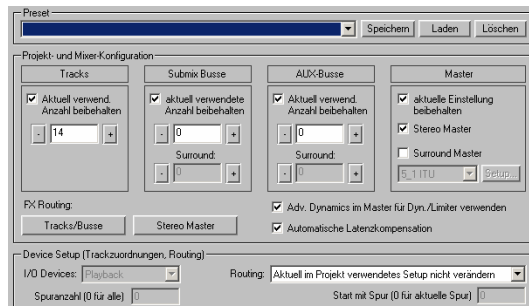 Preset
Speichern Laden Löschen
Projekt- und Mixer-Konfiguration
Tracks Submix Busse AUX-Busse Master
Aktuell verwend. Anzahl beibehalten
- 14 +
aktuell verwendete Anzahl beibehalten
- 0 +
Surround:
- 0 +
Aktuell verwend. Anzahl beibehalten
- 0 +
Surround:
- 0 +
aktuelle Einstellung beibehalten
Stereo Master
Surround Master
5_1 ITU Setup...
FX Routing:
Tracks/Busse Stereo Master
Adv. Dynamics im Master für Dyn./Limiter verwenden
Automatische Latenzkompensation
Device Setup (Trackzuordnungen, Routing)
I/O Devices: Playback Routing: Aktuell im Projekt verwendetes Setup nicht verändern
Spuranzahl (0 für alle) 0 Start mit Spur (0 für aktuelle Spur) 0